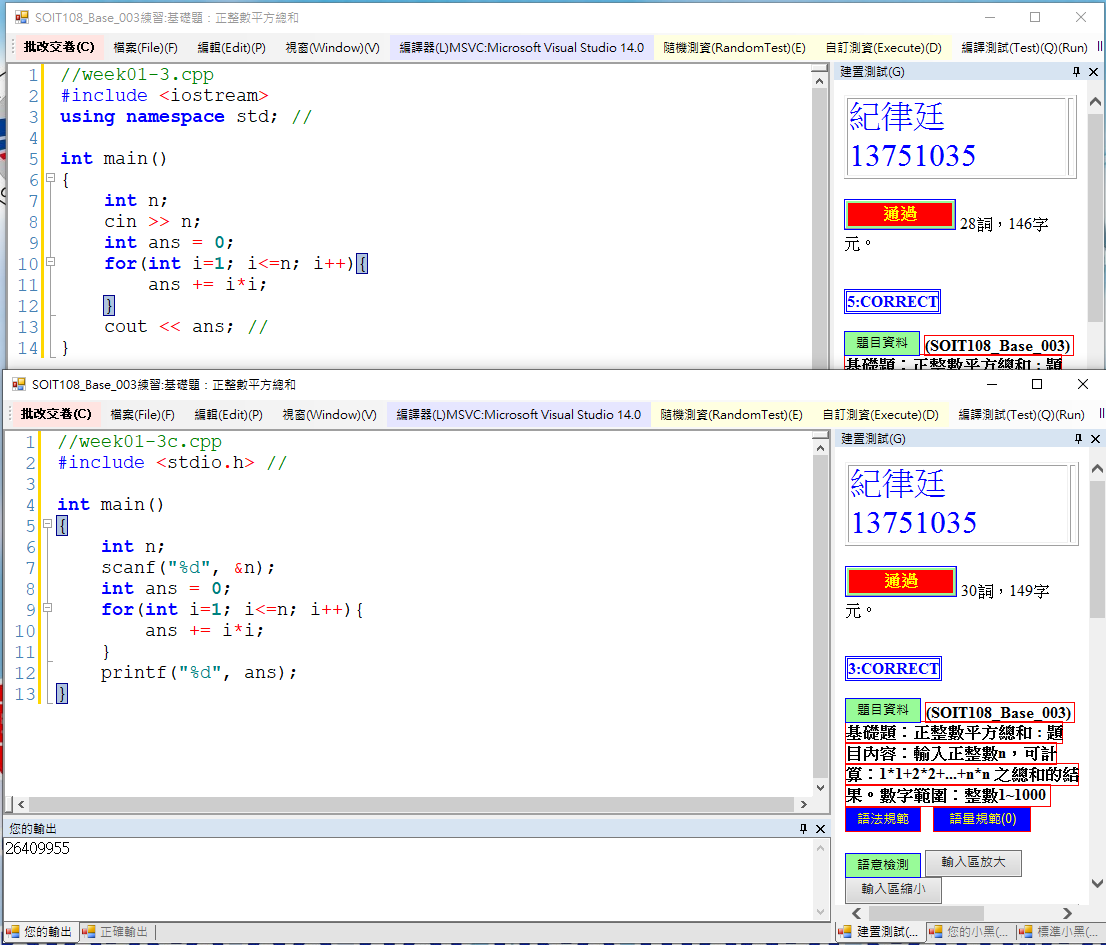 SOIT108_Base_003練習:基礎題：正整數平方總和
批改交卷(C) 檔案(File)(F) 編輯(Edit)(P) 視窗(Window)(V) 編譯器(L)MSVC:Microsoft Visual Studio 14.0 隨機測資(RandomTest)(E) 自訂測資(Execute)(D) 編譯測試(Test)(Q)(Run)
1 //week01-3.cpp
2 #include <iostream>
3 using namespace std; //
4
5 int main()
6 {
7 int n;
8 cin >> n;
9 int ans = 0;
10 for(int i=1; i<=n; i++){
11 ans += i*i;
12 }
13 cout << ans; //
14 }
建置測試(G)
紀律廷
13751035
通過 28詞，146字
元。
5:CORRECT
題目資料 (SOIT108_Base_003)
基礎題：正整數平方總和：題
SOIT108_Base_003練習:基礎題：正整數平方總和
批改交卷(C) 檔案(File)(F) 編輯(Edit)(P) 視窗(Window)(V) 編譯器(L)MSVC:Microsoft Visual Studio 14.0 隨機測資(RandomTest)(E) 自訂測資(Execute)(D) 編譯測試(Test)(Q)(Run)
1 //week01-3c.cpp
2 #include <stdio.h> //
3
4 int main()
5 {
6 int n;
7 scanf("%d", &n);
8 int ans = 0;
9 for(int i=1; i<=n; i++){
10 ans += i*i;
11 }
12 printf("%d", ans);
13 }
您的輸出
26409955
您的輸出 正確輸出
建置測試(G)
紀律廷
13751035
通過 30詞，149字
元。
3:CORRECT
題目資料 (SOIT108_Base_003)
基礎題：正整數平方總和：題
目內容：輸入正整數n，可計
算：1*1+2*2+...+n*n 之總和的結
果。數字範圍：整數1~1000
語法規範 語量規範(0)
語意檢測 輸入區放大
輸入區縮小
建置測試(... 您的小黑(... 標準小黑(...